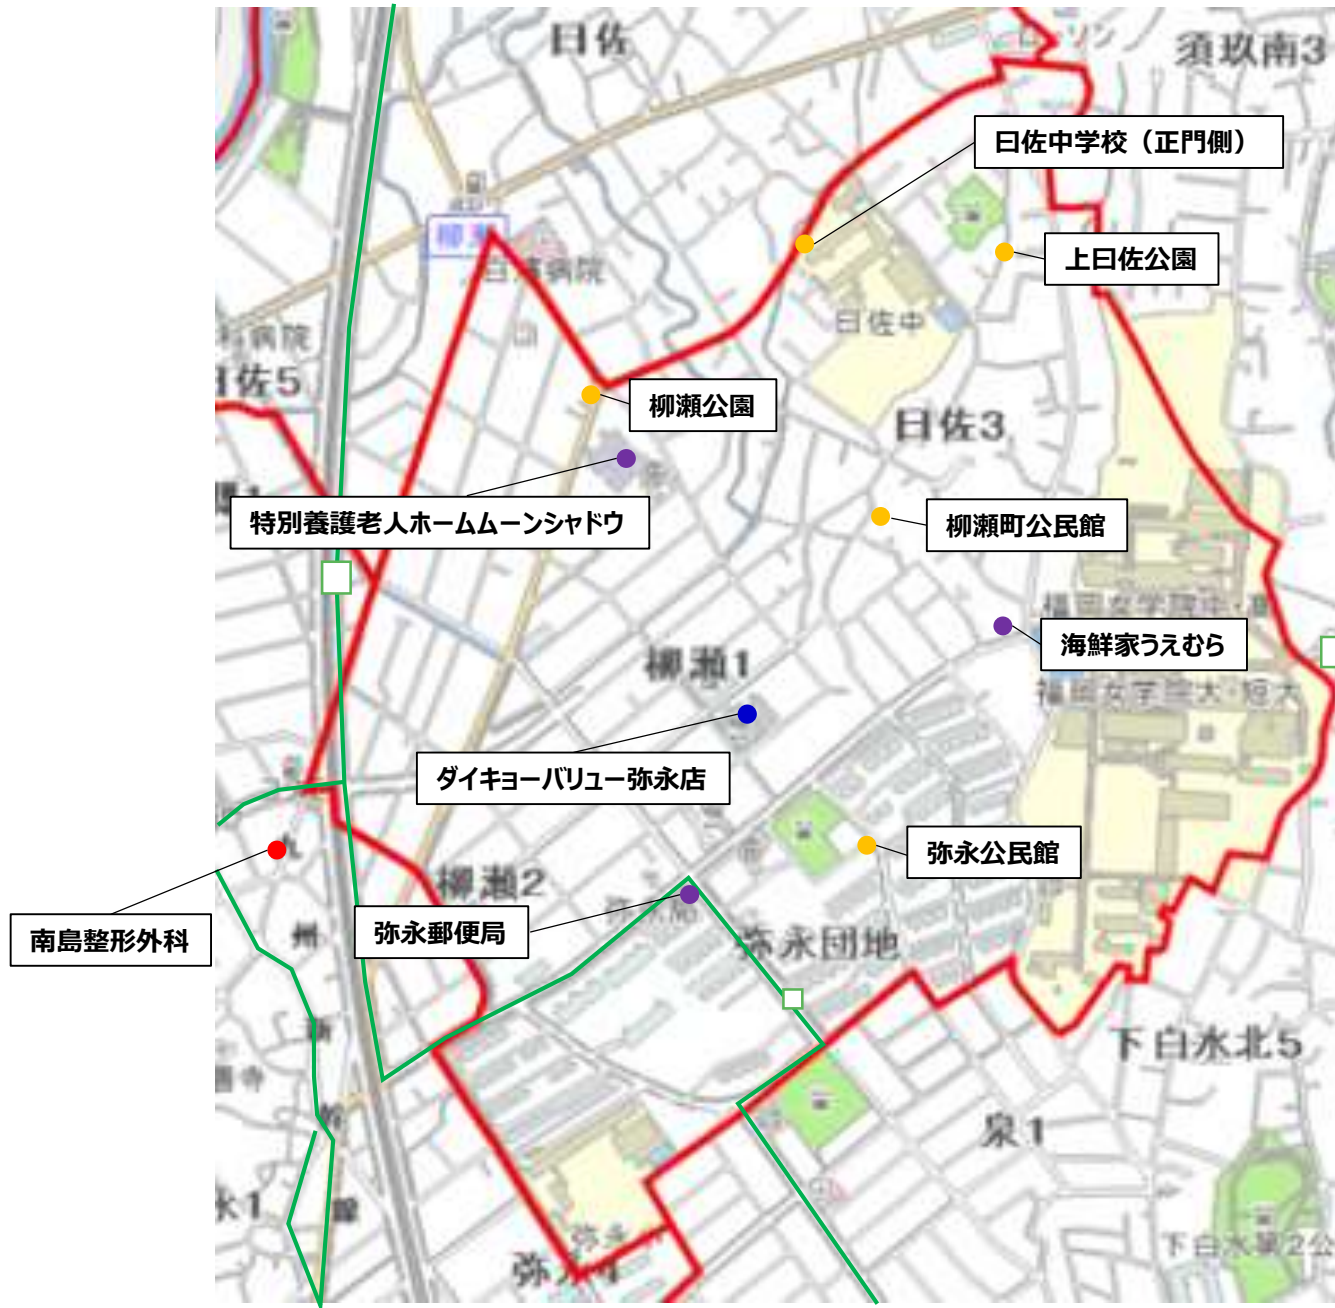 曰佐
須玖南3
曰佐中学校（正門側）
上曰佐公園
曰佐中
柳瀬公園
曰佐3
特別養護老人ホームムーンシャドウ
柳瀬町公民館
海鮮家うえむら
柳瀬1
福岡女学院大・短大
ダイキョーバリュー弥永店
弥永公民館
柳瀬2
弥永郵便局
南島整形外科
弥永団地
下白水北5
泉1